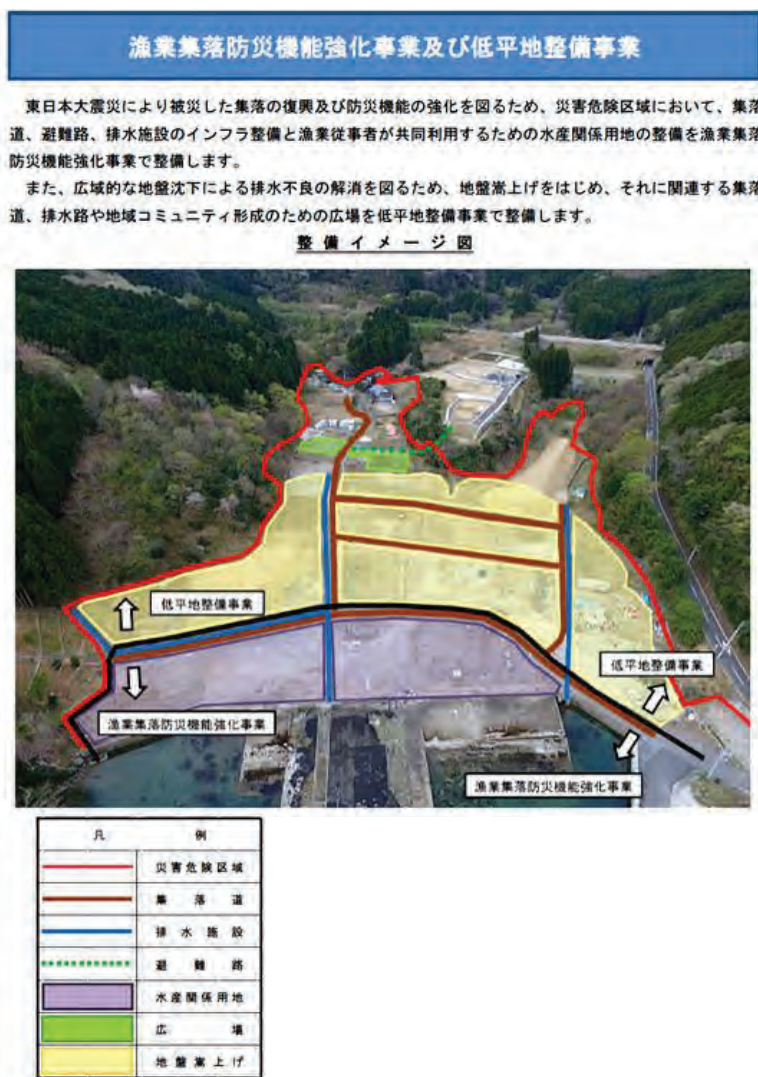 漁業集落防災機能強化事業及び低平地整備事業
東日本大震災により被災した集落の復興及び防災機能の強化を図るため、災害危険区域において、集落
道、避難路、排水施設のインフラ整備と漁業従事者が共同利用するための水産関係用地の整備を漁業集落
防災機能強化事業で整備します。
また、広域的な地盤沈下による排水不良の解消を図るため、地盤嵩上げをはじめ、それに関連する集落
道、排水路や地域コミュニティ形成のための広場を低平地整備事業で整備します。
整備イメージ図
低平地整備事業
低平地整備事業
漁業集落防災機能強化事業
漁業集落防災機能強化事業
凡例
災害危険区域
集落道
排水施設
避難路
水産関係用地
広場
地盤嵩上げ